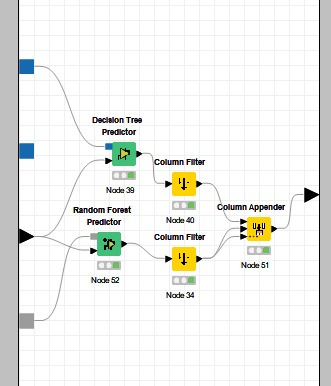 Decision Tree
Predictor
Node 39
Column Filter
Node 40
Random Forest
Predictor
Node 52
Column Filter
Node 34
Column Appender
Node 51